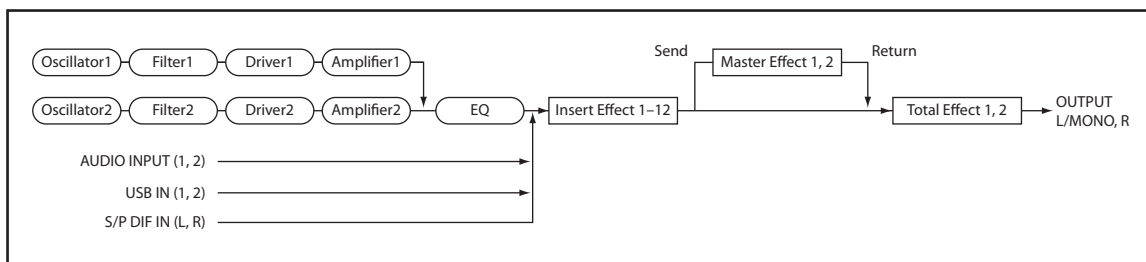 Oscillator1 Filter1 Driver1 Amplifier1 Send Master Effect 1, 2 Return
Oscillator2 Filter2 Driver2 Amplifier2 EQ Insert Effect 1–12 Total Effect 1, 2 OUTPUT
L/MONO, R
AUDIO INPUT (1, 2)
USB IN (1, 2)
S/P DIF IN (L, R)